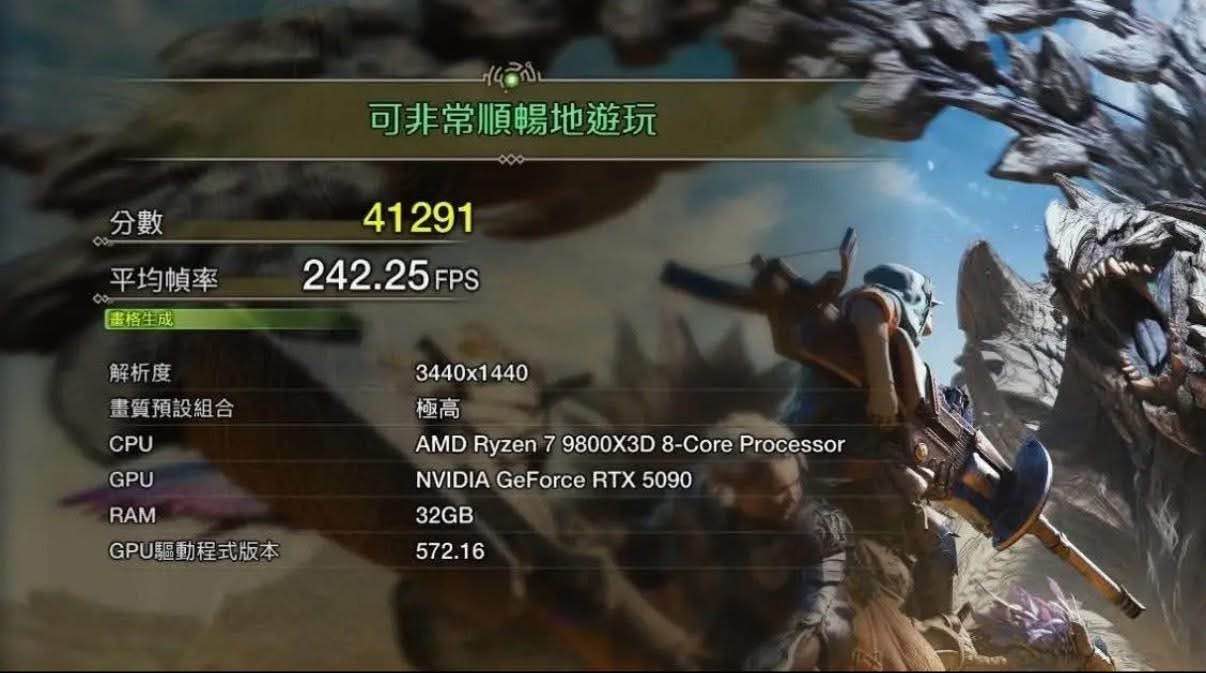 可非常順暢地遊玩
分數 41291
平均幀率 242.25 FPS
畫格生成
解析度 3440x1440
畫質預設組合 極高
CPU AMD Ryzen 7 9800X3D 8-Core Processor
GPU NVIDIA GeForce RTX 5090
RAM 32GB
GPU驅動程式版本 572.16